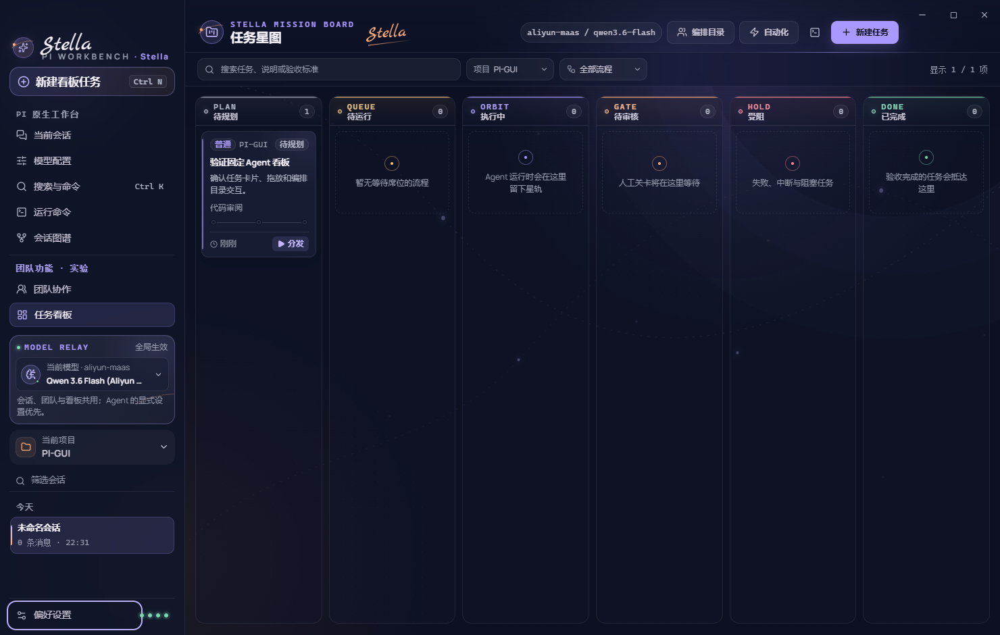 Stella
PI WORKBENCH · Stella
新建看板任务 Ctrl N
PI 原生工作台
当前会话
模型配置
搜索与命令 Ctrl K
运行命令
会话图谱
团队功能 · 实验
团队协作
任务看板
MODEL RELAY 全局生效
当前模型 · aliyun-maas
Qwen 3.6 Flash (Aliyun ...
会话、团队与看板共用；Agent 的显式设
置优先。
当前项目
PI-GUI
筛选会话
今天
未命名会话
0 条消息 · 22:31
偏好设置
STELLA MISSION BOARD
任务星图
Stella
aliyun-maas / qwen3.6-flash
编排目录
自动化
新建任务
搜索任务、说明或验收标准
项目 PI-GUI
全部流程
显示 1 / 1 项
PLAN
待规划
1
普通 PI-GUI 待规划
验证固定 Agent 看板
确认任务卡片、拖放和编排
目录交互。
代码审阅
刚刚
分发
QUEUE
待运行
0
暂无等待席位的流程
ORBIT
执行中
0
Agent 运行时会在这里
留下星轨
GATE
待审核
0
人工关卡将在这里等待
HOLD
受阻
0
失败、中断与阻塞任务
DONE
已完成
0
验收完成的任务会抵达
这里